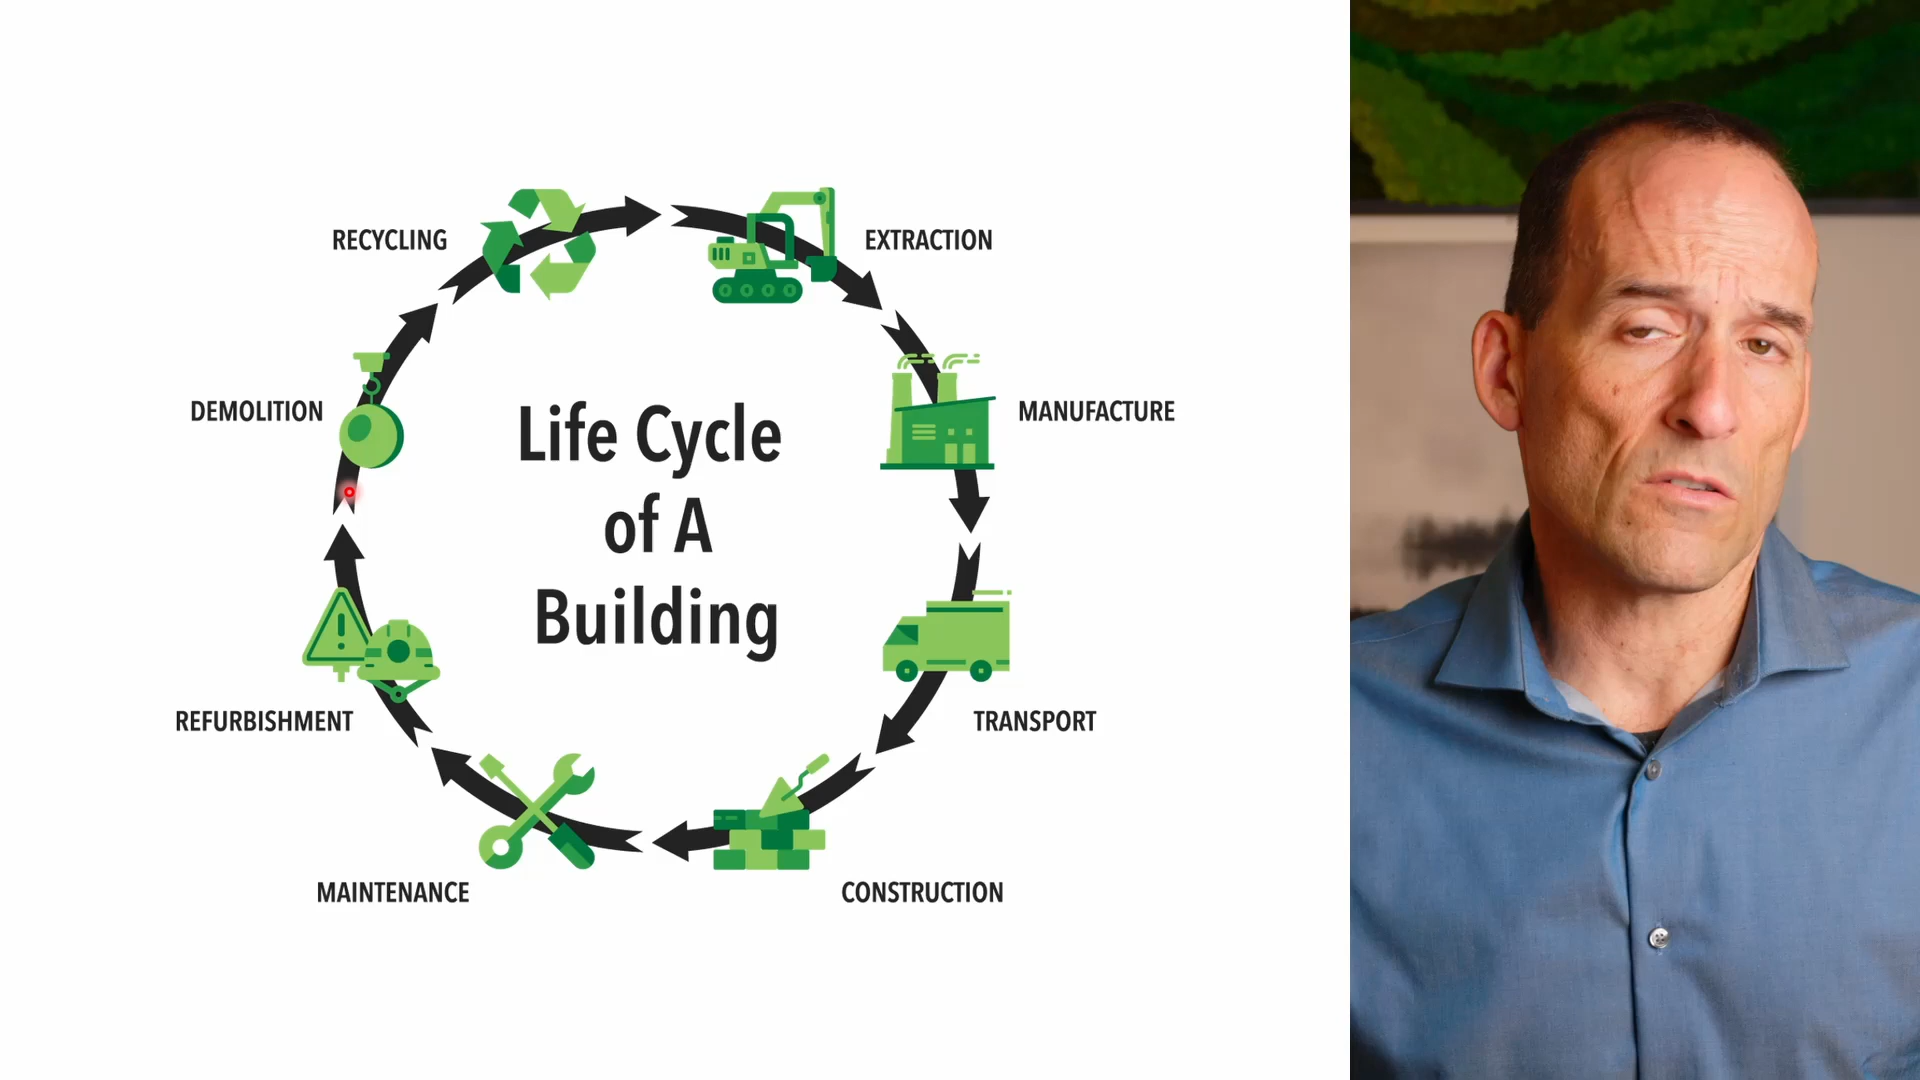 RECYCLING
EXTRACTION
DEMOLITION
MANUFACTURE
Life Cycle
of A
Building
REFURBISHMENT
TRANSPORT
MAINTENANCE
CONSTRUCTION